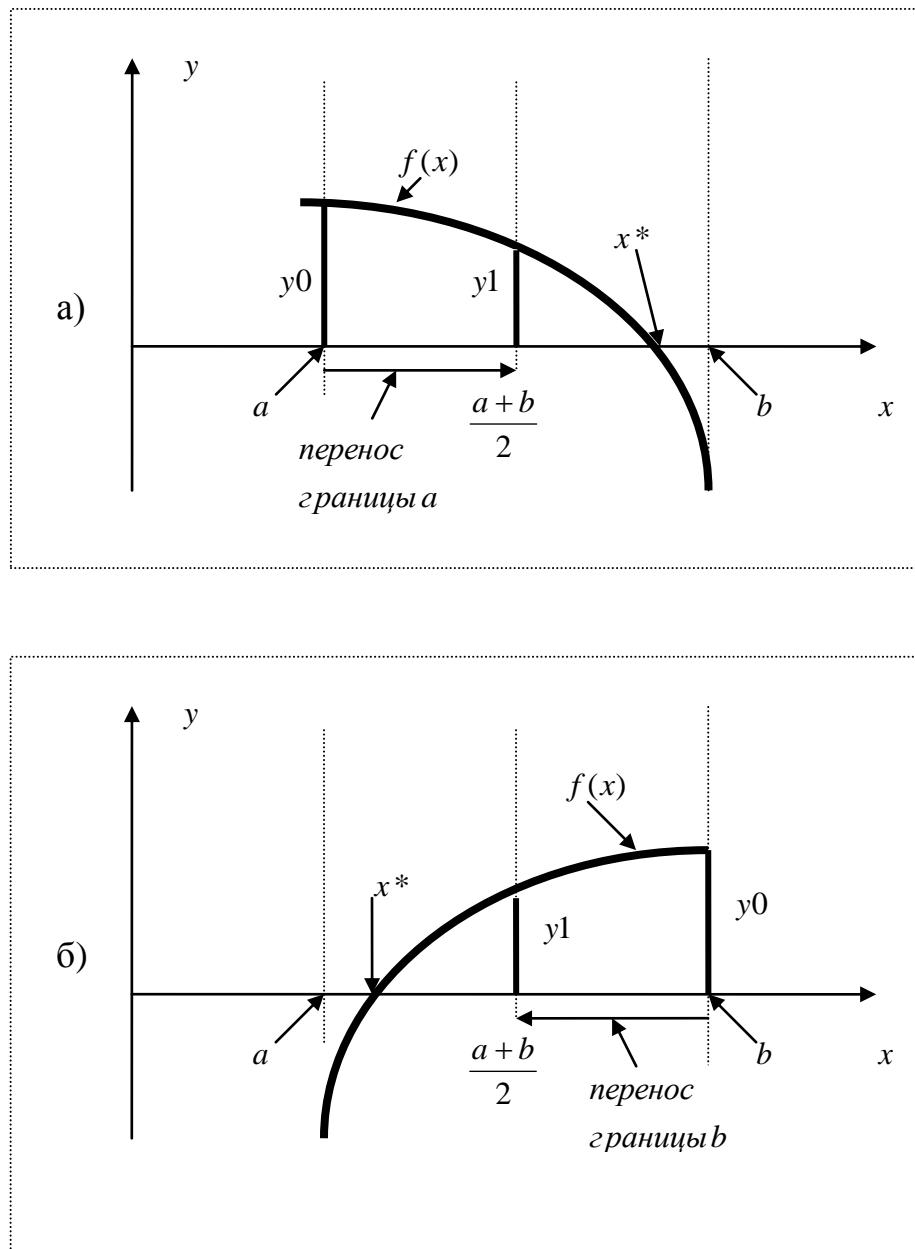 y
f(x)
x*
y0
y1
а)
a
a + b
2
b
x
перенос
границы a
y
f(x)
x*
y0
y1
б)
a
a + b
2
b
x
перенос
границы b